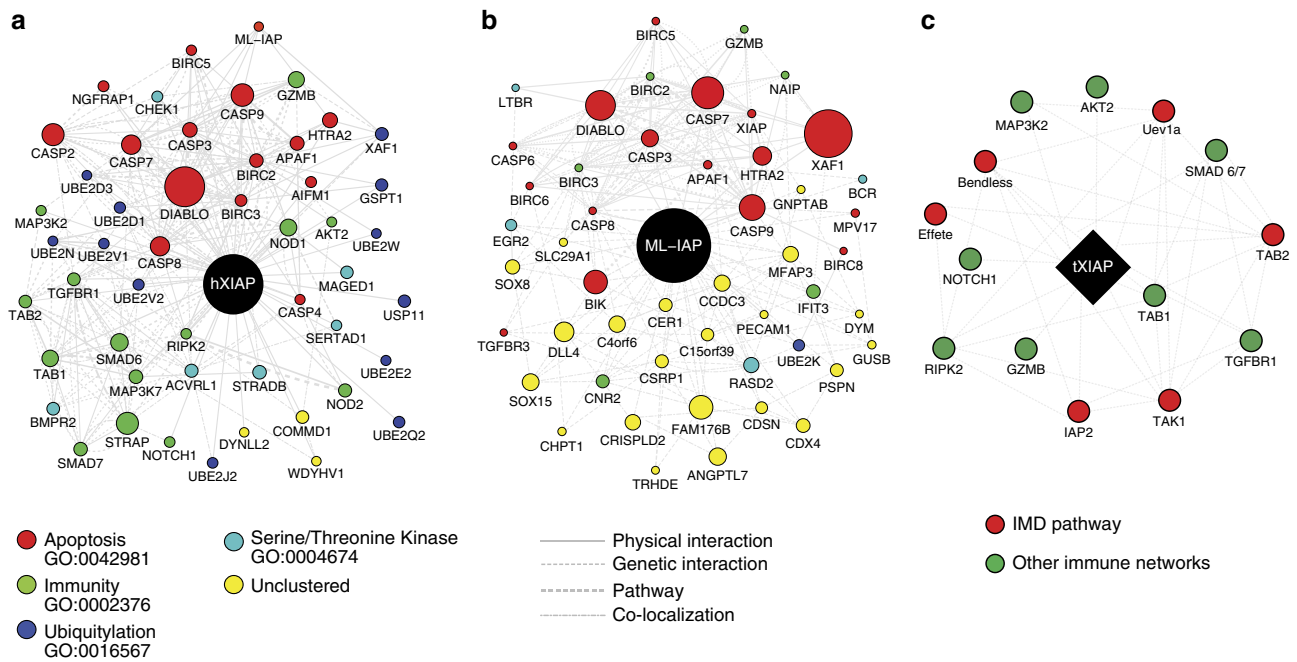 a
ML–IAP
BIRC5
NGFRAP1
CHEK1
GZMB
CASP9
HTRA2
CASP2
CASP7
CASP3
APAF1
XAF1
BIRC2
UBE2D3
AIFM1
GSPT1
DIABLO
BIRC3
MAP3K2
UBE2D1
NOD1
AKT2
UBE2W
UBE2N
UBE2V1
CASP8
hXIAP
MAGED1
TGFBR1
UBE2V2
CASP4
USP11
TAB2
SERTAD1
SMAD6
RIPK2
TAB1
MAP3K7
ACVRL1
STRADB
UBE2E2
NOD2
BMPR2
STRAP
COMMD1
UBE2Q2
SMAD7
NOTCH1
DYNLL2
UBE2J2
WDYHV1
b
BIRC5
GZMB
LTBR
BIRC2
NAIP
DIABLO
CASP7
XIAP
XAF1
CASP6
CASP3
HTRA2
BIRC3
APAF1
BCR
BIRC6
GNPTAB
CASP8
CASP9
MPV17
EGR2
ML–IAP
SLC29A1
BIRC8
SOX8
MFAP3
BIK
CCDC3
IFIT3
CER1
PECAM1
DYM
TGFBR3
DLL4
C4orf6
C15orf39
UBE2K
GUSB
CSRP1
RASD2
PSPN
SOX15
CNR2
CHPT1
CRISPLD2
FAM176B
CDSN
CDX4
TRHDE
ANGPTL7
c
MAP3K2
AKT2
Uev1a
SMAD 6/7
Bendless
Effete
TAB2
NOTCH1
tXIAP
TAB1
RIPK2
GZMB
TGFBR1
IAP2
TAK1
Apoptosis
GO:0042981
Immunity
GO:0002376
Ubiquitylation
GO:0016567
Serine/Threonine Kinase
GO:0004674
Unclustered
Physical interaction
Genetic interaction
Pathway
Co-localization
IMD pathway
Other immune networks